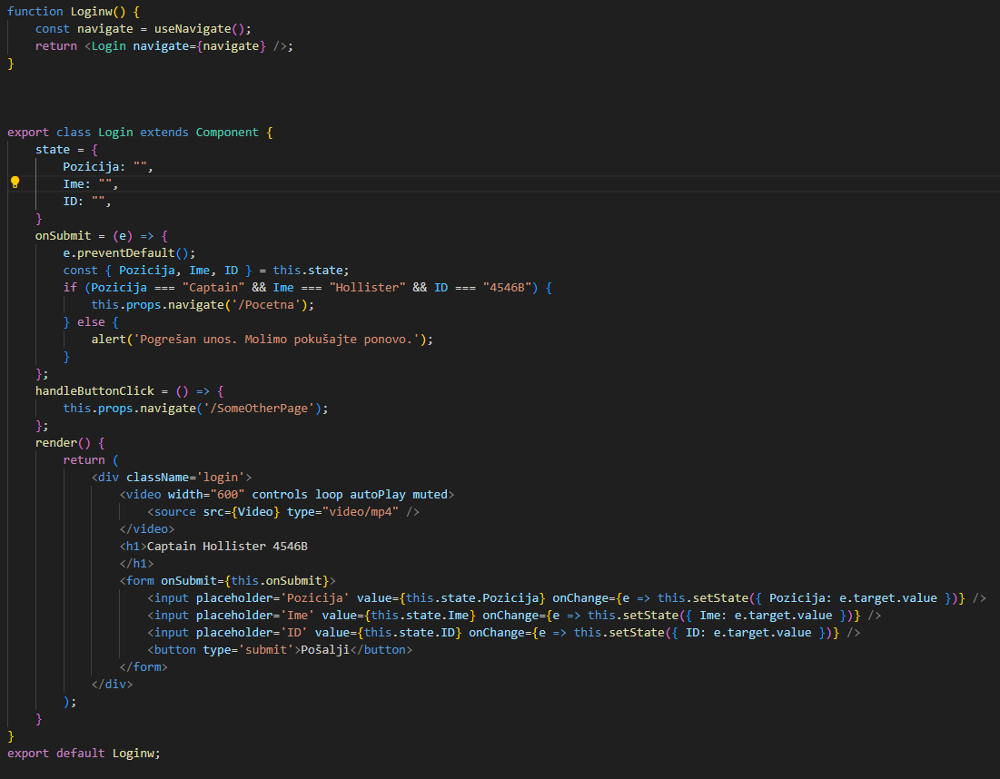 function Loginw() {
    const navigate = useNavigate();
    return <Login navigate={navigate} />;
}
export class Login extends Component {
    state = {
        Pozicija: "",
        Ime: "",
        ID: "",
    }
    onSubmit = (e) => {
        e.preventDefault();
        const { Pozicija, Ime, ID } = this.state;
        if (Pozicija === "Captain" && Ime === "Hollister" && ID === "4546B") {
            this.props.navigate('/Pocetna');
        } else {
            alert('Pogrešan unos. Molimo pokušajte ponovo.');
        }
    };
    handleButtonClick = () => {
        this.props.navigate('/SomeOtherPage');
    };
    render() {
        return (
            <div className='login'>
                <video width="600" controls loop autoPlay muted>
                    <source src={Video} type="video/mp4" />
                </video>
                <h1>Captain Hollister 4546B
                </h1>
                <form onSubmit={this.onSubmit}>
                    <input placeholder='Pozicija' value={this.state.Pozicija} onChange={e => this.setState({ Pozicija: e.target.value })} />
                    <input placeholder='Ime' value={this.state.Ime} onChange={e => this.setState({ Ime: e.target.value })} />
                    <input placeholder='ID' value={this.state.ID} onChange={e => this.setState({ ID: e.target.value })} />
                    <button type='submit'>Pošalji</button>
                </form>
            </div>
        );
    }
}
export default Loginw;